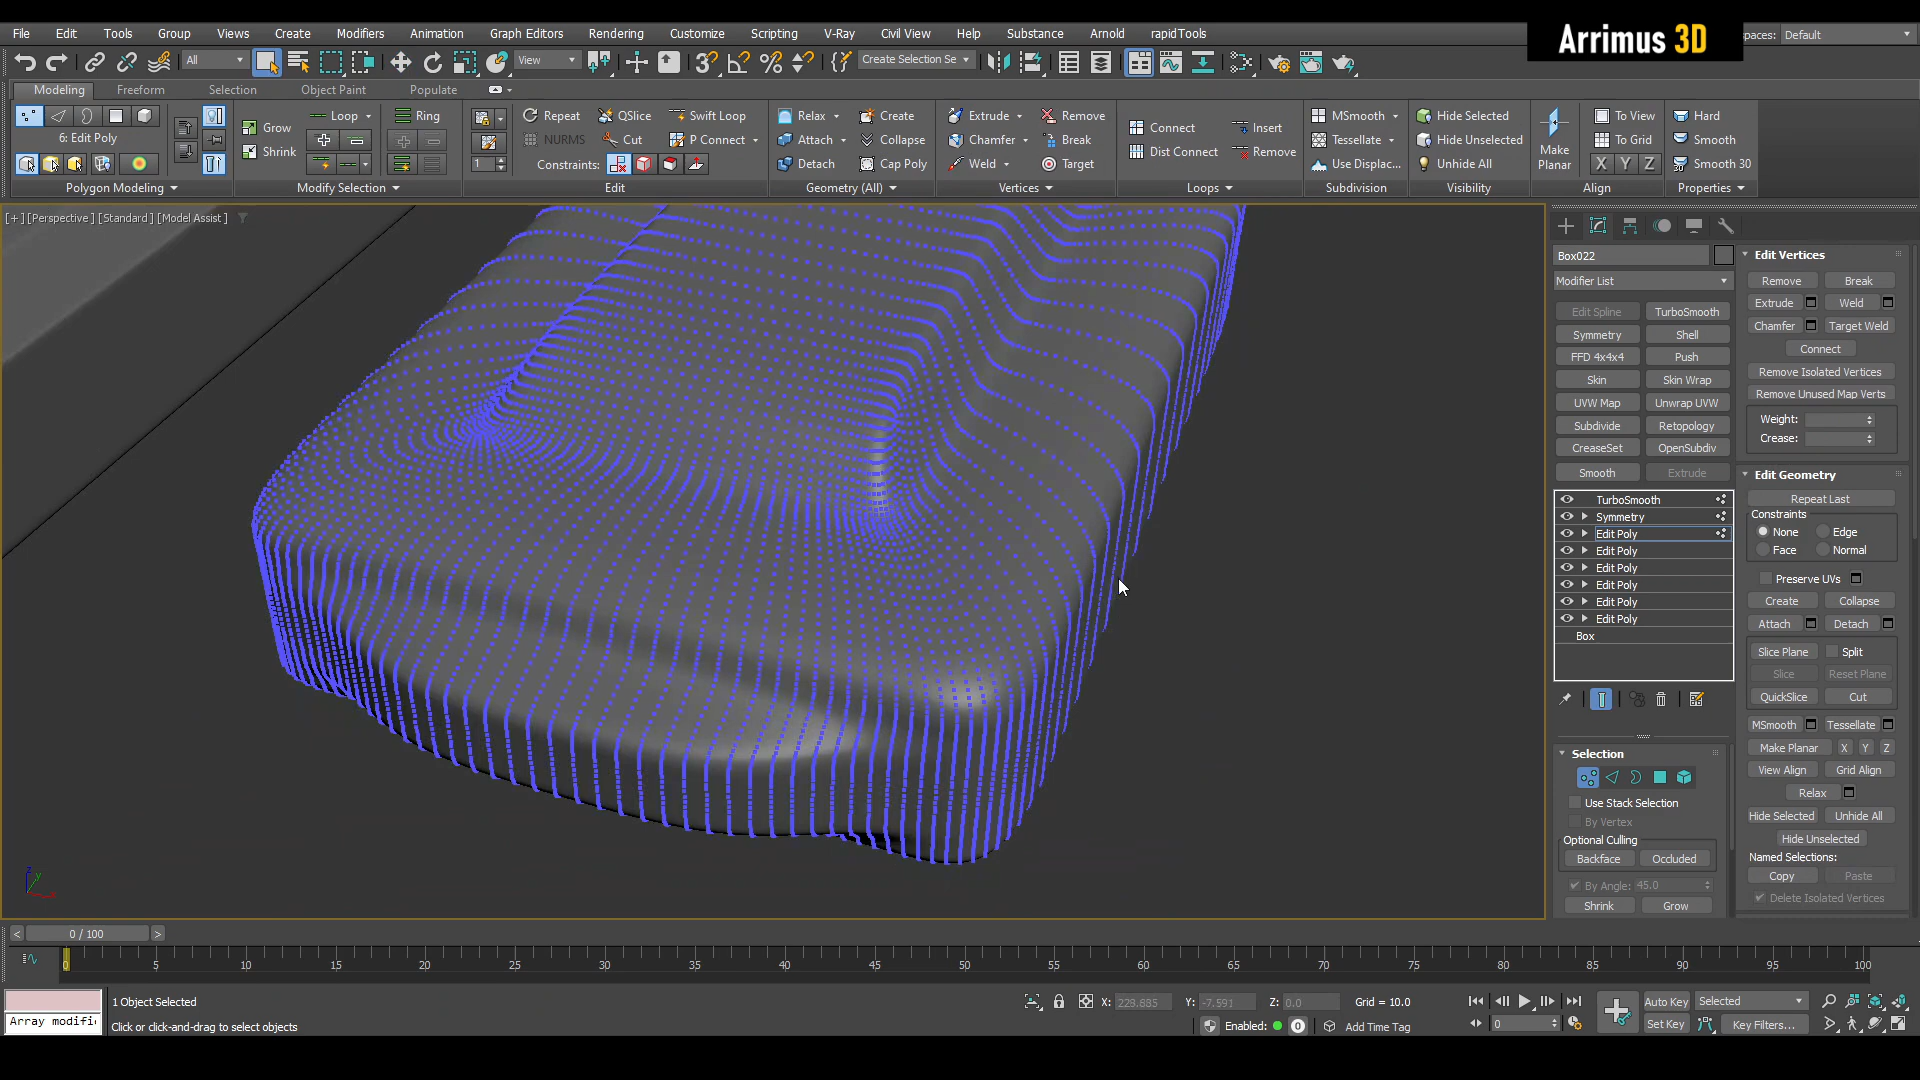 File Edit Tools Group Views Create Modifiers Animation Graph Editors Rendering Customize Scripting V-Ray Civil View Help Substance Arnold rapidTools
Arrimus 3D
paces: Default
All View Create Selection Se
Modeling Freeform Selection Object Paint Populate
6: Edit Poly
Polygon Modeling
Grow Loop Ring
Shrink
Modify Selection
1
Repeat QSlice Swift Loop
NURMS Cut P Connect
Constraints:
Edit
Relax Create
Attach Collapse
Detach Cap Poly
Geometry (All)
Extrude Remove
Chamfer Break
Weld Target
Vertices
Connect Insert
Dist Connect Remove
Loops
MSmooth
Tessellate
Use Displac...
Subdivision
Hide Selected
Hide Unselected
Unhide All
Visibility
Make Planar
To View
To Grid
X Y Z
Align
Hard
Smooth
Smooth 30
Properties
[+] [Perspective] [Standard] [Model Assist]
Box022
Modifier List
Edit Spline TurboSmooth
Symmetry Shell
FFD 4x4x4 Push
Skin Skin Wrap
UVW Map Unwrap UVW
Subdivide Retopology
CreaseSet OpenSubdiv
Smooth Extrude
TurboSmooth
Symmetry
Edit Poly
Edit Poly
Edit Poly
Edit Poly
Edit Poly
Edit Poly
Box
Selection
Use Stack Selection
By Vertex
Optional Culling
Backface Occluded
By Angle: 45.0
Shrink Grow
Edit Vertices
Remove Break
Extrude Weld
Chamfer Target Weld
Connect
Remove Isolated Vertices
Remove Unused Map Verts
Weight:
Crease:
Edit Geometry
Repeat Last
Constraints
None Edge
Face Normal
Preserve UVs
Create Collapse
Attach Detach
Slice Plane Split
Slice Reset Plane
QuickSlice Cut
MSmooth Tessellate
Make Planar X Y Z
View Align Grid Align
Relax
Hide Selected Unhide All
Hide Unselected
Named Selections:
Copy Paste
Delete Isolated Vertices
z y x
< 0 / 100 >
0 5 10 15 20 25 30 35 40 45 50 55 60 65 70 75 80 85 90 95 100
1 Object Selected X: 228.685 Y: -7.591 Z: 0.0 Grid = 10.0 Auto Key Selected
Array modifi
Click or click-and-drag to select objects Enabled: 0 Add Time Tag 0 Set Key Key Filters...